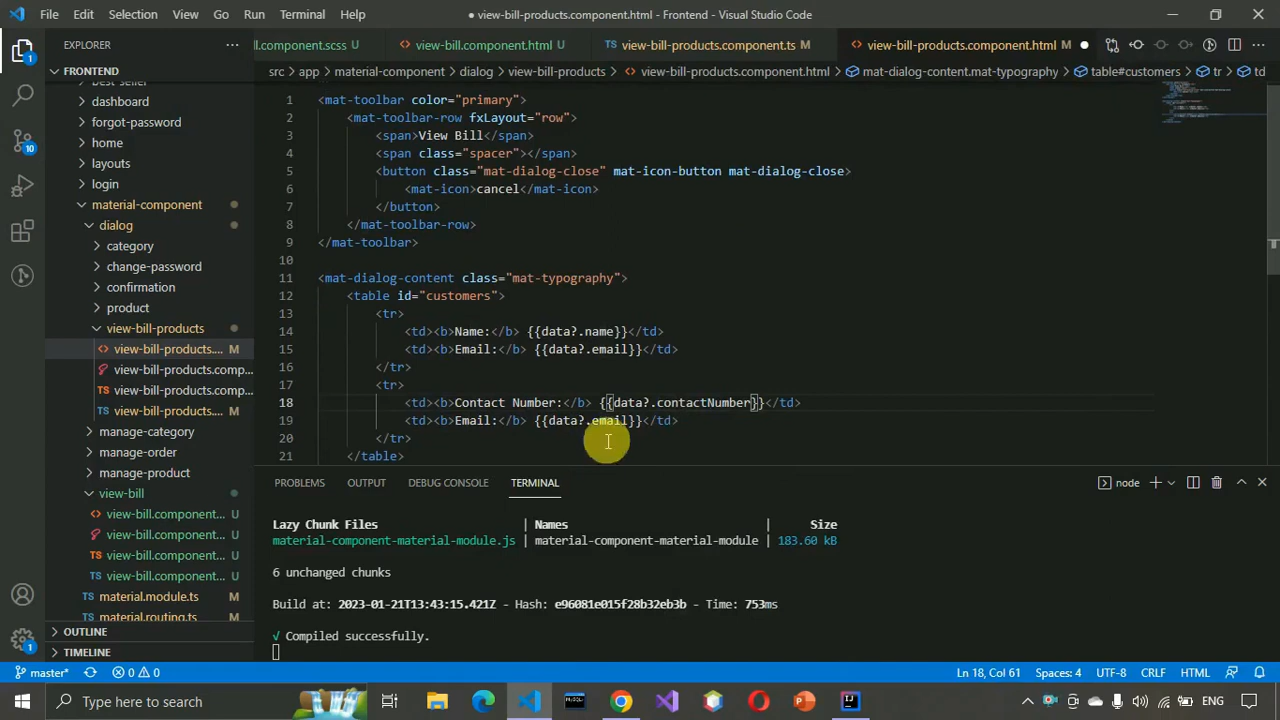 File Edit Selection View Go Run Terminal Help
● view-bill-products.component.html - Frontend - Visual Studio Code
EXPLORER
ll.component.scss view-bill.component.html U view-bill-products.component.ts M view-bill-products.component.html M ●
src > app > material-component > dialog > view-bill-products > view-bill-products.component.html > mat-dialog-content.mat-typography > table#customers > tr > td
FRONTEND
best-seller
dashboard
forgot-password
home
layouts
login
material-component
dialog
category
change-password
confirmation
product
view-bill-products
view-bill-products.... M
view-bill-products.comp...
view-bill-products.comp...
view-bill-products.... M
manage-category
manage-order
manage-product
view-bill
view-bill.component... U
view-bill.component... U
view-bill.component... U
view-bill.component... U
material.module.ts M
material.routing.ts M
OUTLINE
TIMELINE
1 <mat-toolbar color="primary">
2 <mat-toolbar-row fxLayout="row">
3 <span>View Bill</span>
4 <span class="spacer"></span>
5 <button class="mat-dialog-close" mat-icon-button mat-dialog-close>
6 <mat-icon>cancel</mat-icon>
7 </button>
8 </mat-toolbar-row>
9 </mat-toolbar>
10
11 <mat-dialog-content class="mat-typography">
12 <table id="customers">
13 <tr>
14 <td><b>Name:</b> {{data?.name}}</td>
15 <td><b>Email:</b> {{data?.email}}</td>
16 </tr>
17 <tr>
18 <td><b>Contact Number:</b> {{data?.contactNumber}}</td>
19 <td><b>Email:</b> {{data?.email}}</td>
20 </tr>
21 </table>
PROBLEMS OUTPUT DEBUG CONSOLE TERMINAL
node
Lazy Chunk Files | Names | Size
material-component-material-module.js | material-component-material-module | 183.60 kB
6 unchanged chunks
Build at: 2023-01-21T13:43:15.421Z - Hash: e96081e015f28b32eb3b - Time: 753ms
√ Compiled successfully.
1
10
1
master* 0 0
Ln 18, Col 61 Spaces: 4 UTF-8 CRLF HTML
Type here to search
ENG